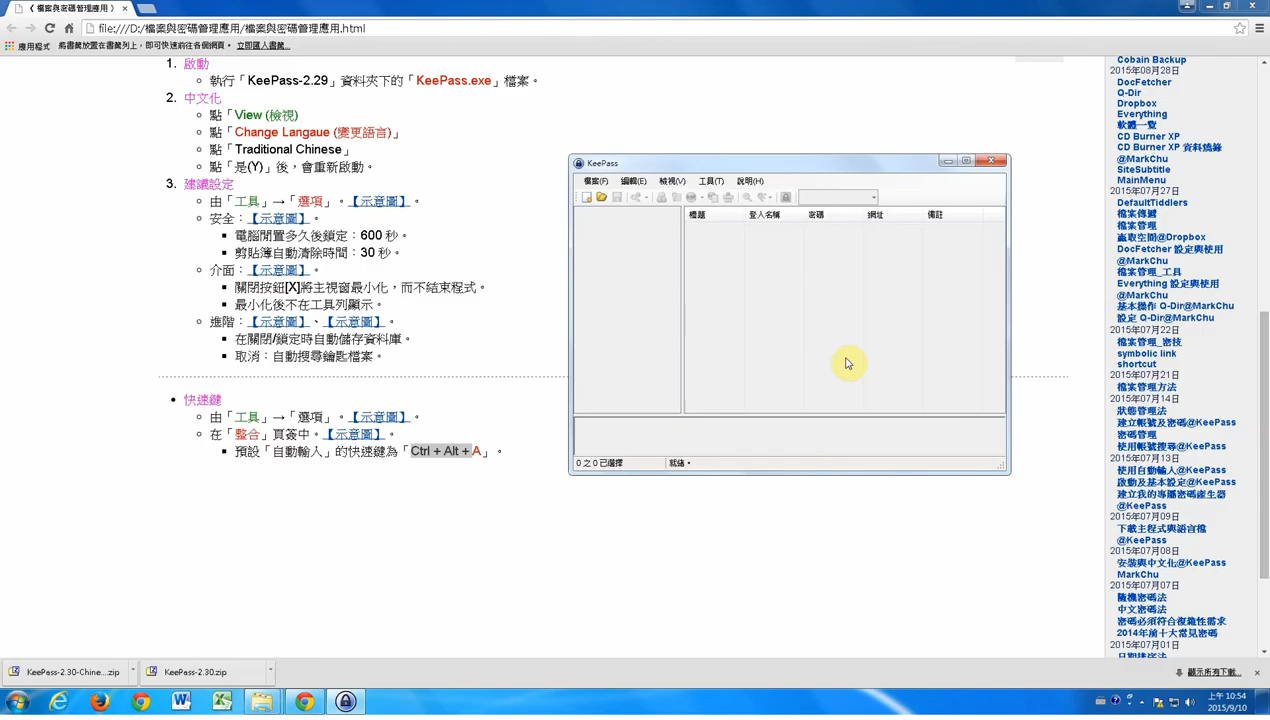 《檔案與密碼管理應用》
file:///D:/檔案與密碼管理應用/檔案與密碼管理應用.html
應用程式 將書籤放置在書籤列上，即可快速前往各個網頁。 立即匯入書籤...
1. 啟動
執行「KeePass-2.29」資料夾下的「KeePass.exe」檔案。
2. 中文化
點「View (檢視)
點「Change Langaue (變更語言)」
點「Traditional Chinese」
點「是(Y)」後，會重新啟動。
3. 建議設定
由「工具」→「選項」。【示意圖】。
安全：【示意圖】。
電腦閒置多久後鎖定：600 秒。
剪貼簿自動清除時間：30 秒。
介面：【示意圖】。
關閉按鈕[X]將主視窗最小化，而不結束程式。
最小化後不在工具列顯示。
進階：【示意圖】、【示意圖】。
在關閉/鎖定時自動儲存資料庫。
取消：自動搜尋鑰匙檔案。
快速鍵
由「工具」→「選項」。【示意圖】。
在「整合」頁簽中。【示意圖】。
預設「自動輸入」的快速鍵為「Ctrl + Alt + A」。
KeePass
檔案(F) 編輯(E) 檢視(V) 工具(T) 說明(H)
標題 登入名稱 密碼 網址 備註
0 之 0 已選擇 就緒。
Cobain Backup
2015年08月28日
DocFetcher
Q-Dir
Dropbox
Everything
軟體一覽
CD Burner XP
CD Burner XP 資料燒錄
@MarkChu
SiteSubtitle
MainMenu
2015年07月27日
DefaultTiddlers
檔案傳遞
檔案管理
贏取空間@Dropbox
DocFetcher 設定與使用
@MarkChu
檔案管理_工具
Everything 設定與使用
@MarkChu
基本操作 Q-Dir@MarkChu
設定 Q-Dir@MarkChu
2015年07月22日
檔案管理_密技
symbolic link
shortcut
2015年07月21日
檔案管理方法
2015年07月14日
狀態管理法
建立帳號及密碼@KeePass
密碼管理
使用帳號搜尋@KeePass
2015年07月13日
使用自動輸入@KeePass
啟動及基本設定@KeePass
建立我的專屬密碼產生器
@KeePass
2015年07月09日
下載主程式與語言檔
@KeePass
2015年07月08日
安裝與中文化@KeePass
MarkChu
2015年07月07日
隨機密碼法
中文密碼法
密碼必須符合複雜性需求
2014年前十大常見密碼
2015年07月01日
日期排序法
KeePass-2.30-Chine....zip KeePass-2.30.zip 顯示所有下載...
上午 10:54
2015/9/10